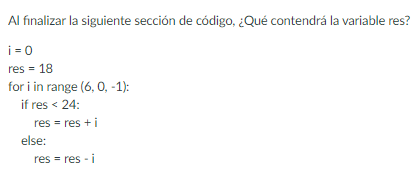 Al finalizar la siguiente sección de código, ¿Qué contendrá la variable res?
i = 0
res = 18
for i in range (6, 0, -1):
if res < 24:
res = res + i
else:
res = res - i